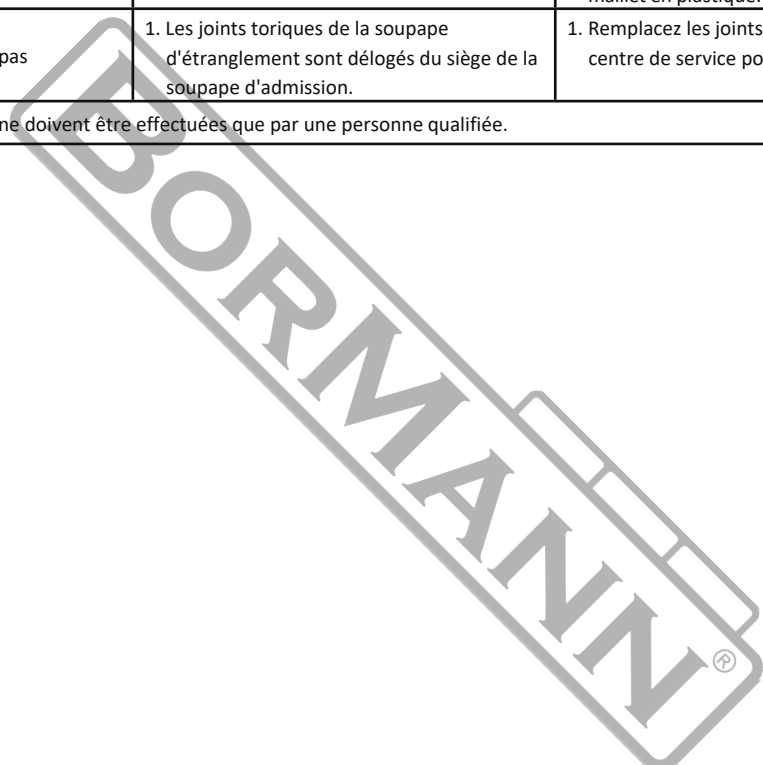 maillet en plastique.
pas
1. Les joints toriques de la soupape
d'étranglement sont délogés du siège de la
soupape d'admission.
1. Remplacez les joints
centre de service po
ne doivent être effectuées que par une personne qualifiée.
BORMANN®